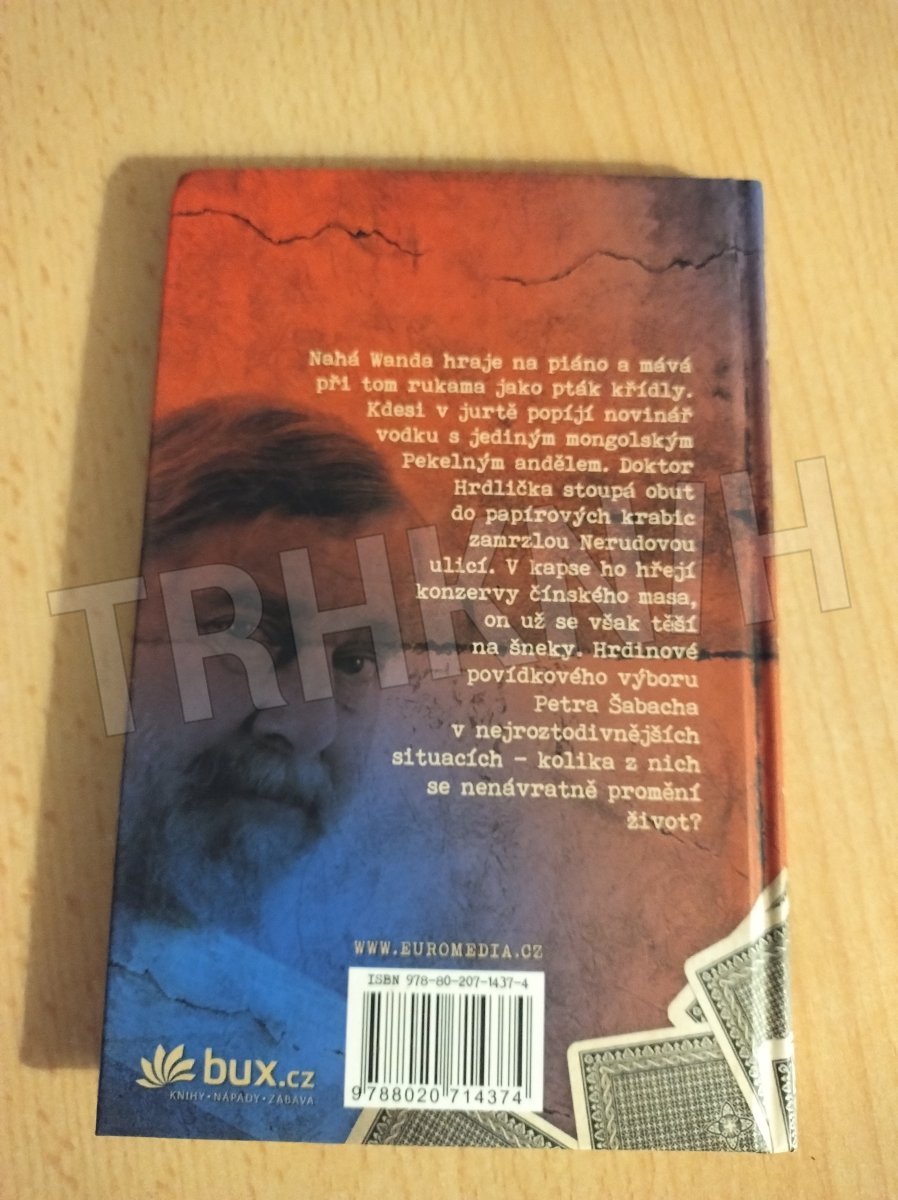 Nahá Wanda hraje na piáno a mává
při tom rukama jako pták křídly.
Kdesi v jurtě popíjí novinář
vodku s jediným mongolským
Pekelným andělem. Doktor
Hrdlička stoupá obut
do papírových krabic
zamrzlou Nerudovou
ulicí. V kapse ho hřejí
konzervy čínského masa,
on už se však těší
na šneky. Hrdinové
povídkového výboru
Petra Šabacha
v nejroztodivnějších
situacích – kolika z nich
se nenávratně promění
život?
TRHKNIH
WWW.EUROMEDIA.CZ
ISBN 978-80-207-1437-4
9788020714374
bux.cz
KNIHY • NÁPADY • ZÁBAVA